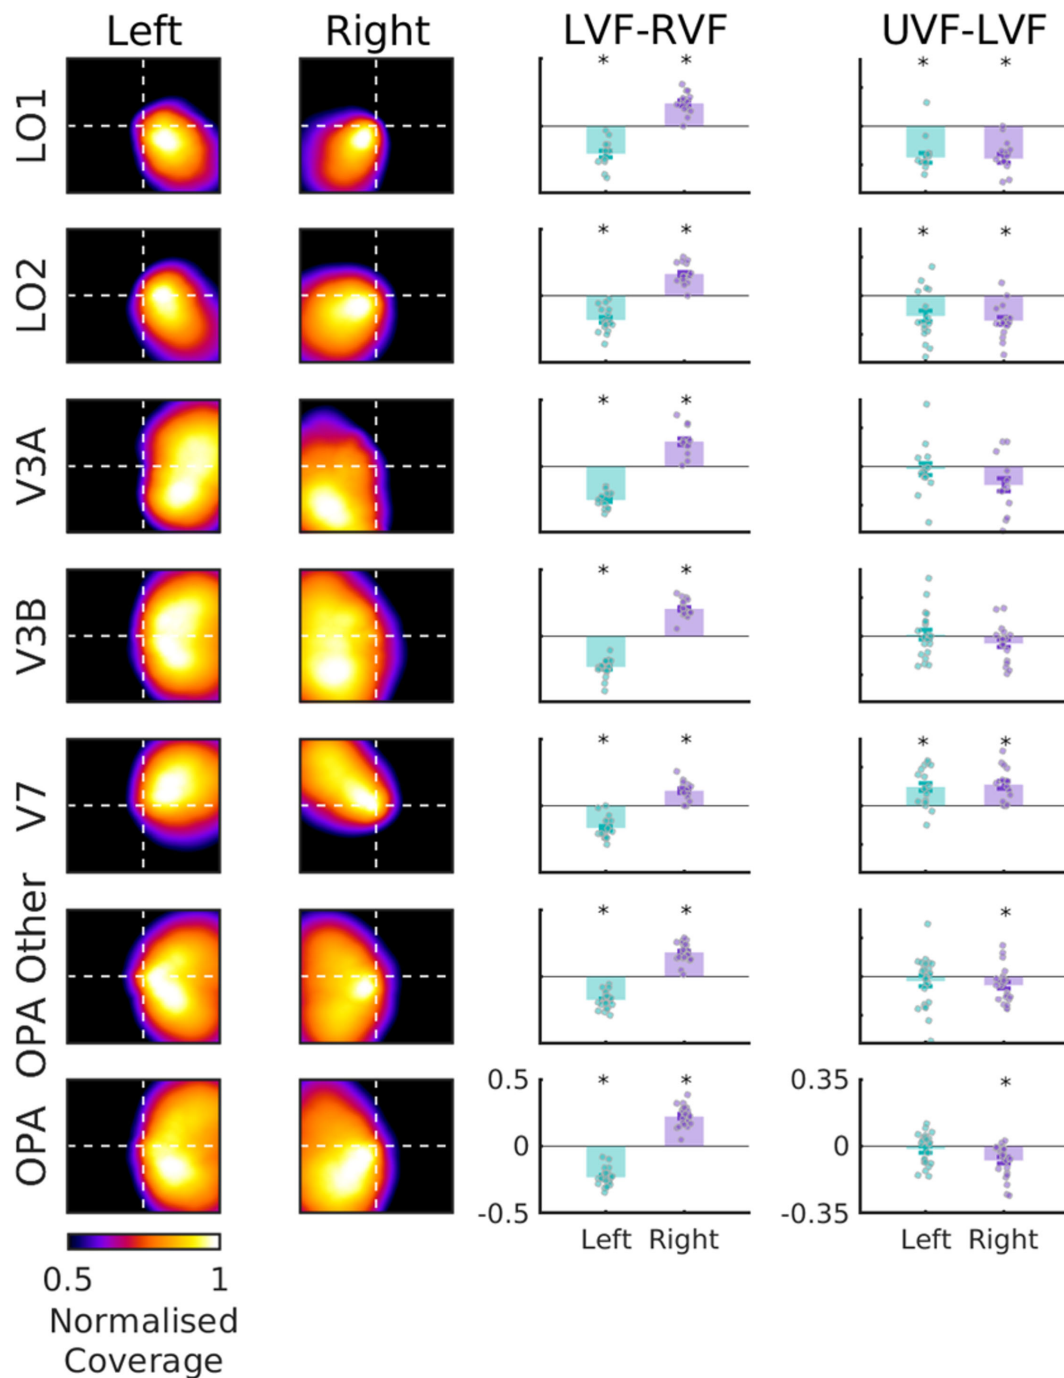 Left Right LVF-RVF UVF-LVF
LO1 * * * *
LO2 * * * *
V3A * *
V3B * *
V7 * * * *
OPA Other * * *
OPA 0.5 * * 0.35 *
0 0
-0.5 -0.35
Left Right Left Right
0.5 1
Normalised
Coverage